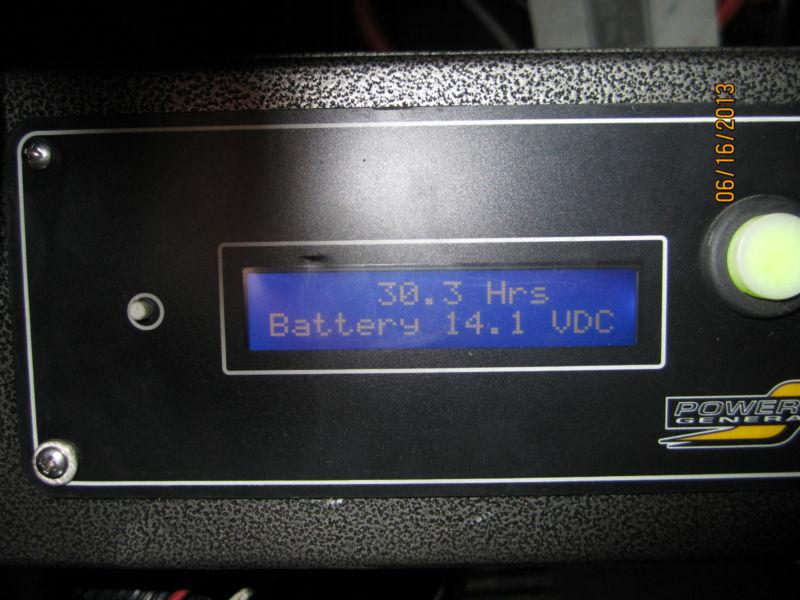 06/16/2013
30.3 Hrs
Battery 14.1 VDC
POWER